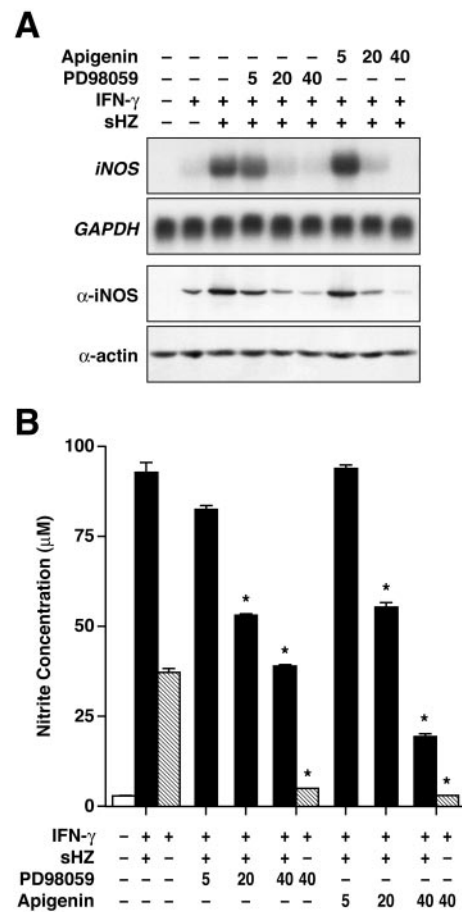 A
Apigenin – – – – – – 5 20 40
PD98059 – – – 5 20 40 – – –
IFN-γ – + + + + + + + +
sHZ – – + + + + + + +
iNOS
GAPDH
α-iNOS
α-actin
B
100
75
50
25
0
Nitrite Concentration (μM)
* * * * * *
IFN-γ – + + + + + + + + + +
sHZ – + – + + + – + + + –
PD98059 – – – 5 20 40 40 – – – –
Apigenin – – – – – – – 5 20 40 40